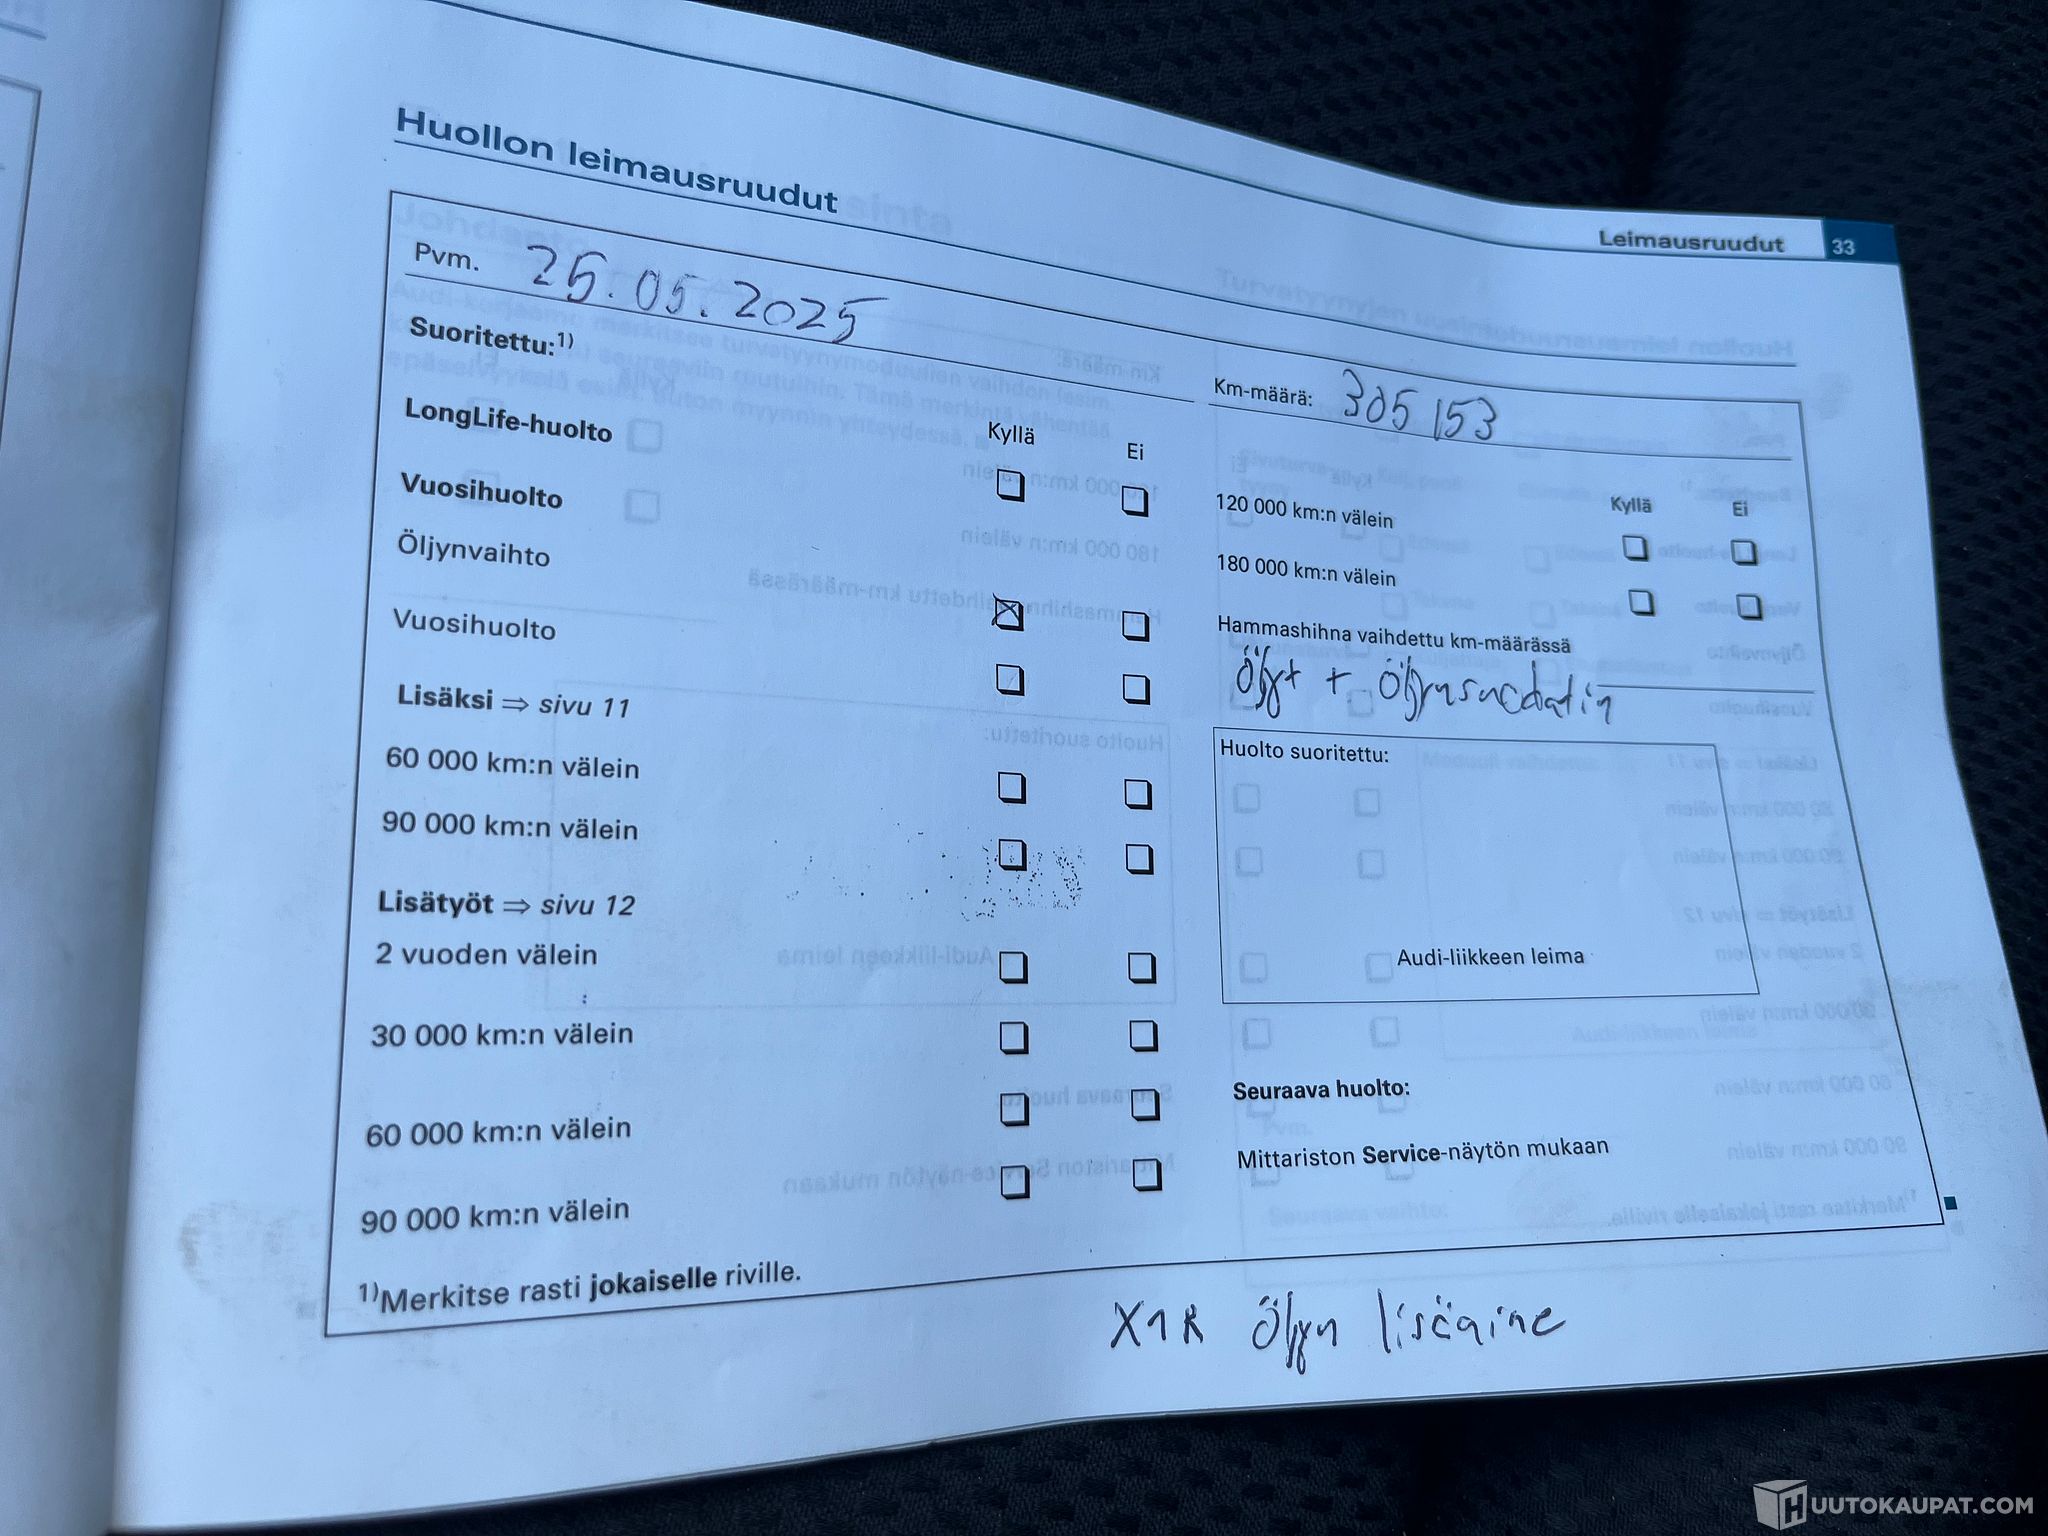 Leimausruudut 33
Huollon leimausruudut
Pvm. 25.05.2025
Suoritettu:1)
Kyllä Ei
LongLife-huolto
Vuosihuolto
Öljynvaihto
Vuosihuolto
Lisäksi ⇒ sivu 11
60 000 km:n välein
90 000 km:n välein
Lisätyöt ⇒ sivu 12
2 vuoden välein
30 000 km:n välein
60 000 km:n välein
90 000 km:n välein
1)Merkitse rasti jokaiselle riville.
Km-määrä: 305 153
Kyllä Ei
120 000 km:n välein
180 000 km:n välein
Hammashihna vaihdettu km-määrässä
Öljyt + Öljynsuodatin
Huolto suoritettu:
Audi-liikkeen leima
Seuraava huolto:
Mittariston Service-näytön mukaan
X1R Öljyn lisäaine
HUUTOKAUPAT.COM